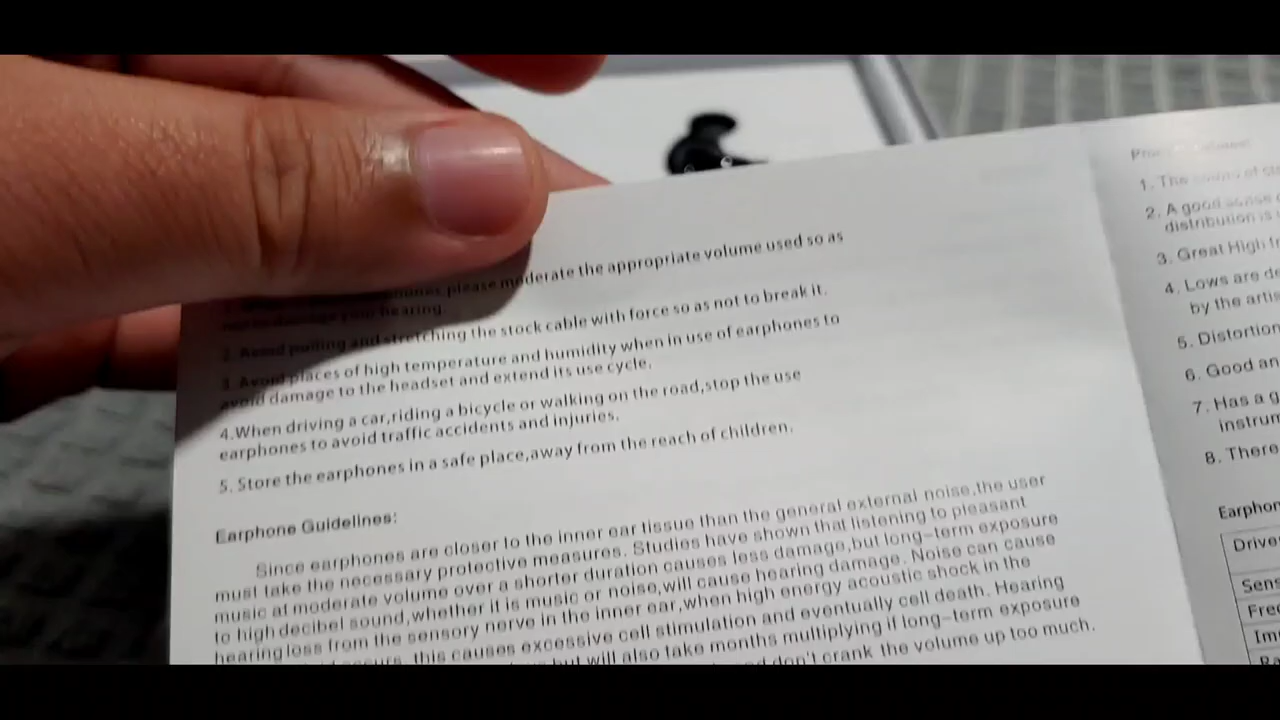 please moderate the appropriate volume used so as
not to damage your hearing.
2. Avoid pulling and stretching the stock cable with force so as not to break it.
3. Avoid places of high temperature and humidity when in use of earphones to
avoid damage to the headset and extend its use cycle.
4.When driving a car,riding a bicycle or walking on the road,stop the use
earphones to avoid traffic accidents and injuries.
5. Store the earphones in a safe place,away from the reach of children.
Earphone Guidelines:
Since earphones are closer to the inner ear tissue than the general external noise,the user
must take the necessary protective measures. Studies have shown that listening to pleasant
music at moderate volume over a shorter duration causes less damage,but long-term exposure
to high decibel sound,whether it is music or noise,will cause hearing damage. Noise can cause
hearing loss from the sensory nerve in the inner ear,when high energy acoustic shock in the
occurs, this causes excessive cell stimulation and eventually cell death. Hearing
but will also take months multiplying if long-term exposure
don't crank the volume up too much.
1. The
2. A good
distribution is
3. Great High
4. Lows are
by the
5. Distortion
6. Good
7. Has a
8. There